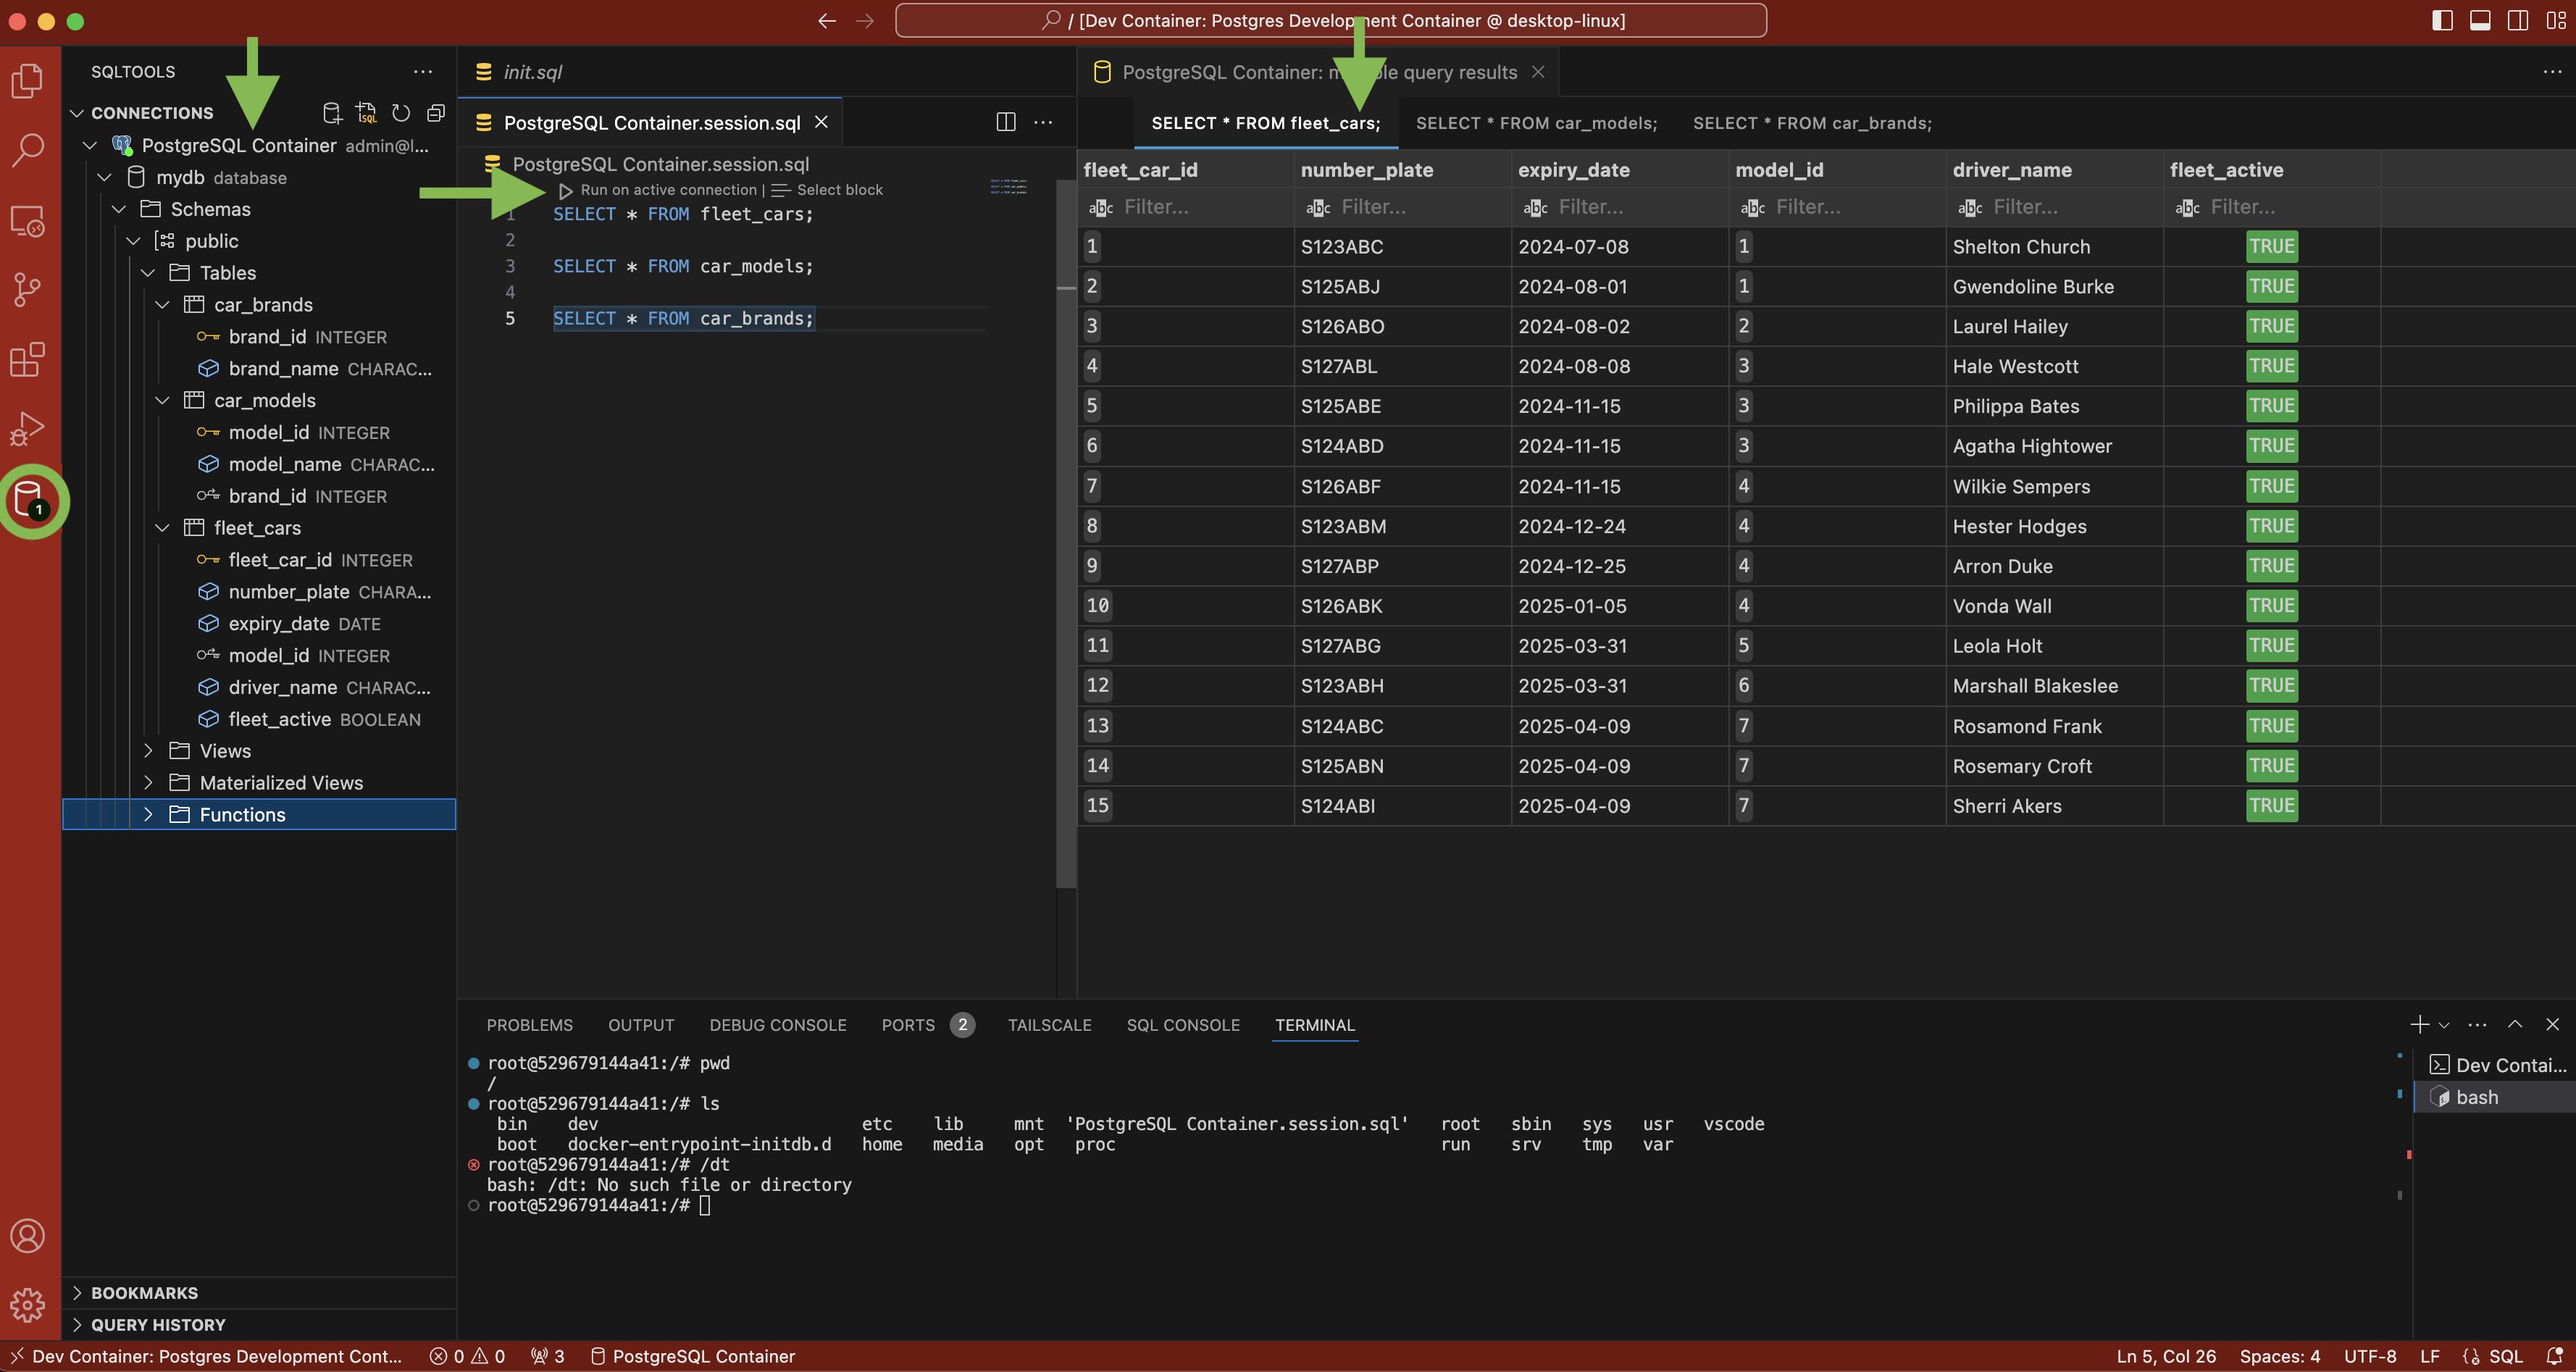 / [Dev Container: Postgres Development Container @ desktop-linux]
SQLTOOLS
CONNECTIONS
SQL
PostgreSQL Container admin@l...
mydb database
Schemas
public
Tables
car_brands
brand_id INTEGER
brand_name CHARAC...
car_models
model_id INTEGER
model_name CHARAC...
brand_id INTEGER
fleet_cars
fleet_car_id INTEGER
number_plate CHARA...
expiry_date DATE
model_id INTEGER
driver_name CHARAC...
fleet_active BOOLEAN
Views
Materialized Views
Functions
BOOKMARKS
QUERY HISTORY
1
init.sql
PostgreSQL Container.session.sql
PostgreSQL Container.session.sql
Run on active connection | Select block
1 SELECT * FROM fleet_cars;
2
3 SELECT * FROM car_models;
4
5 SELECT * FROM car_brands;
PostgreSQL Container: query results
SELECT * FROM fleet_cars; SELECT * FROM car_models; SELECT * FROM car_brands;
fleet_car_id number_plate expiry_date model_id driver_name fleet_active
abc Filter... abc Filter... abc Filter... abc Filter... abc Filter... abc Filter...
1 S123ABC 2024-07-08 1 Shelton Church TRUE
2 S125ABJ 2024-08-01 1 Gwendoline Burke TRUE
3 S126ABO 2024-08-02 2 Laurel Hailey TRUE
4 S127ABL 2024-08-08 3 Hale Westcott TRUE
5 S125ABE 2024-11-15 3 Philippa Bates TRUE
6 S124ABD 2024-11-15 3 Agatha Hightower TRUE
7 S126ABF 2024-11-15 4 Wilkie Sempers TRUE
8 S123ABM 2024-12-24 4 Hester Hodges TRUE
9 S127ABP 2024-12-25 4 Arron Duke TRUE
10 S126ABK 2025-01-05 4 Vonda Wall TRUE
11 S127ABG 2025-03-31 5 Leola Holt TRUE
12 S123ABH 2025-03-31 6 Marshall Blakeslee TRUE
13 S124ABC 2025-04-09 7 Rosamond Frank TRUE
14 S125ABN 2025-04-09 7 Rosemary Croft TRUE
15 S124ABI 2025-04-09 7 Sherri Akers TRUE
PROBLEMS OUTPUT DEBUG CONSOLE PORTS 2 TAILSCALE SQL CONSOLE TERMINAL
root@529679144a41:/# pwd
/
root@529679144a41:/# ls
bin dev etc lib mnt 'PostgreSQL Container.session.sql' root sbin sys usr vscode
boot docker-entrypoint-initdb.d home media opt proc run srv tmp var
root@529679144a41:/# /dt
bash: /dt: No such file or directory
root@529679144a41:/#
Dev Contai...
bash
Dev Container: Postgres Development Cont... 0 0 3 PostgreSQL Container Ln 5, Col 26 Spaces: 4 UTF-8 LF SQL